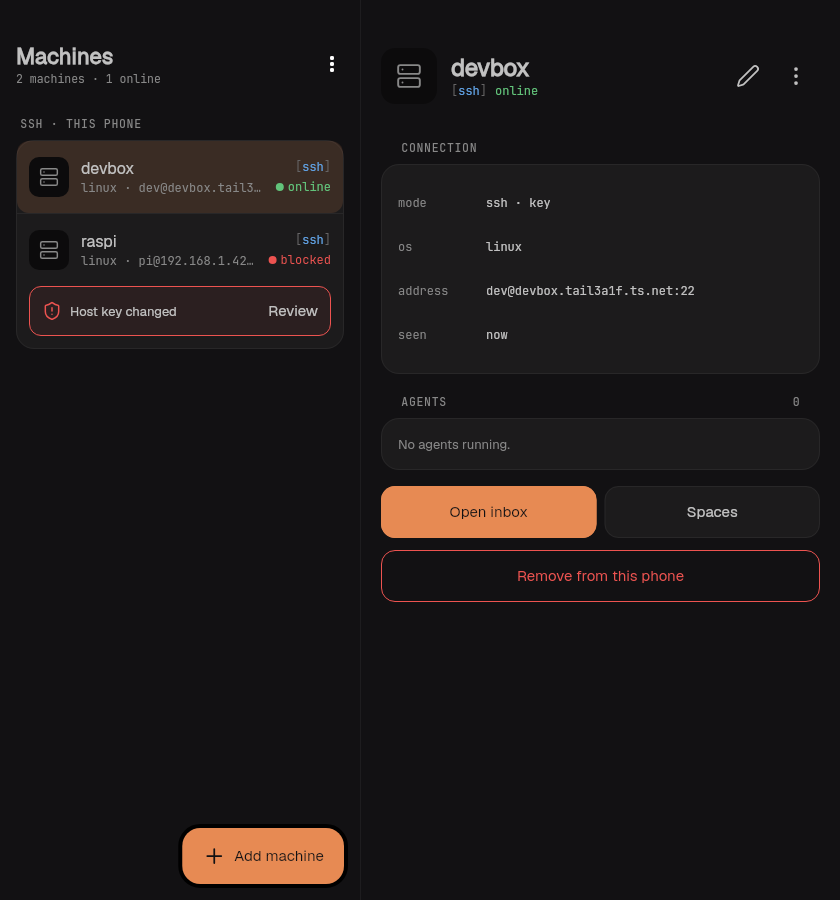 Machines
2 machines · 1 online
SSH · THIS PHONE
devbox
[ssh]
linux · dev@devbox.tail3…
online
raspi
[ssh]
linux · pi@192.168.1.42…
blocked
Host key changed
Review
Add machine
devbox
[ssh] online
CONNECTION
mode ssh · key
os linux
address dev@devbox.tail3a1f.ts.net:22
seen now
AGENTS 0
No agents running.
Open inbox
Spaces
Remove from this phone